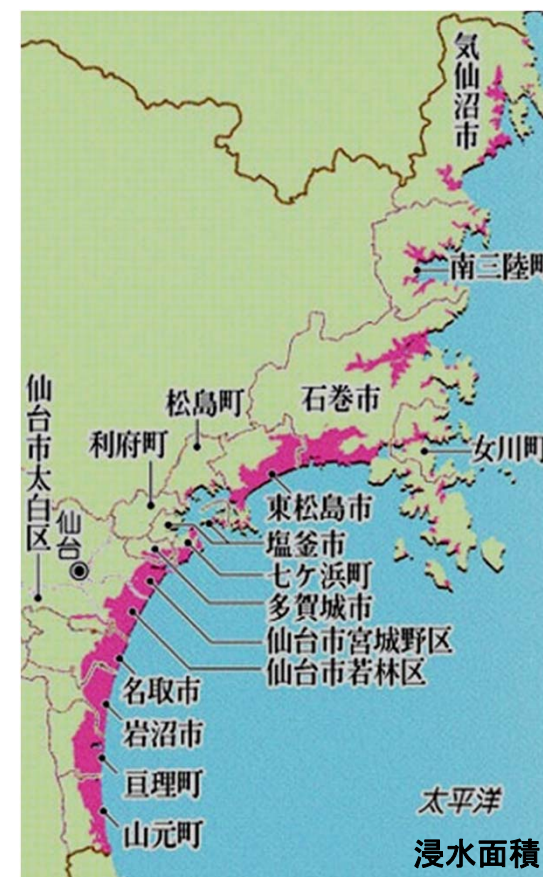 気仙沼市
南三陸町
石巻市
松島町
仙台市太白区
利府町
女川町
東松島市
仙台
塩釜市
七ケ浜町
多賀城市
仙台市宮城野区
仙台市若林区
名取市
岩沼市
亘理町
山元町
太平洋
浸水面積